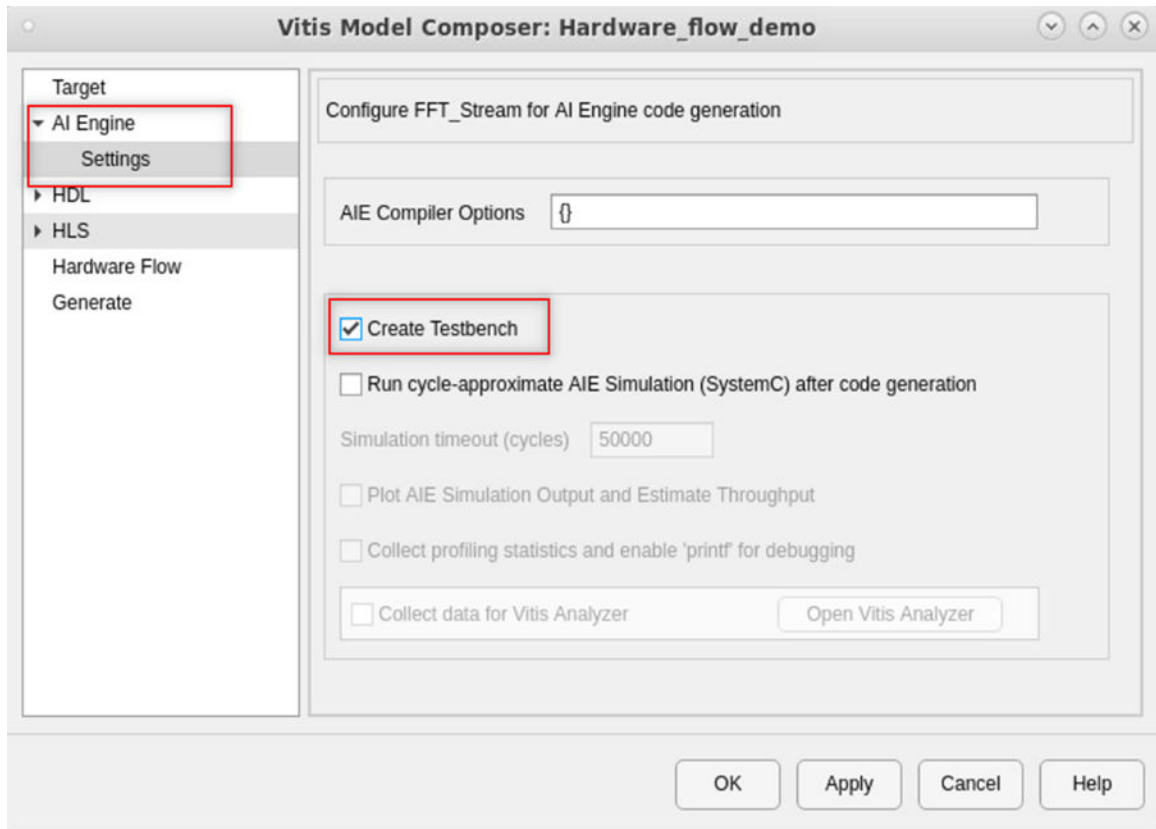 Vitis Model Composer: Hardware_flow_demo
Target
AI Engine
Settings
HDL
HLS
Hardware Flow
Generate
Configure FFT_Stream for AI Engine code generation
AIE Compiler Options {}
Create Testbench
Run cycle-approximate AIE Simulation (SystemC) after code generation
Simulation timeout (cycles) 50000
Plot AIE Simulation Output and Estimate Throughput
Collect profiling statistics and enable 'printf' for debugging
Collect data for Vitis Analyzer Open Vitis Analyzer
OK Apply Cancel Help